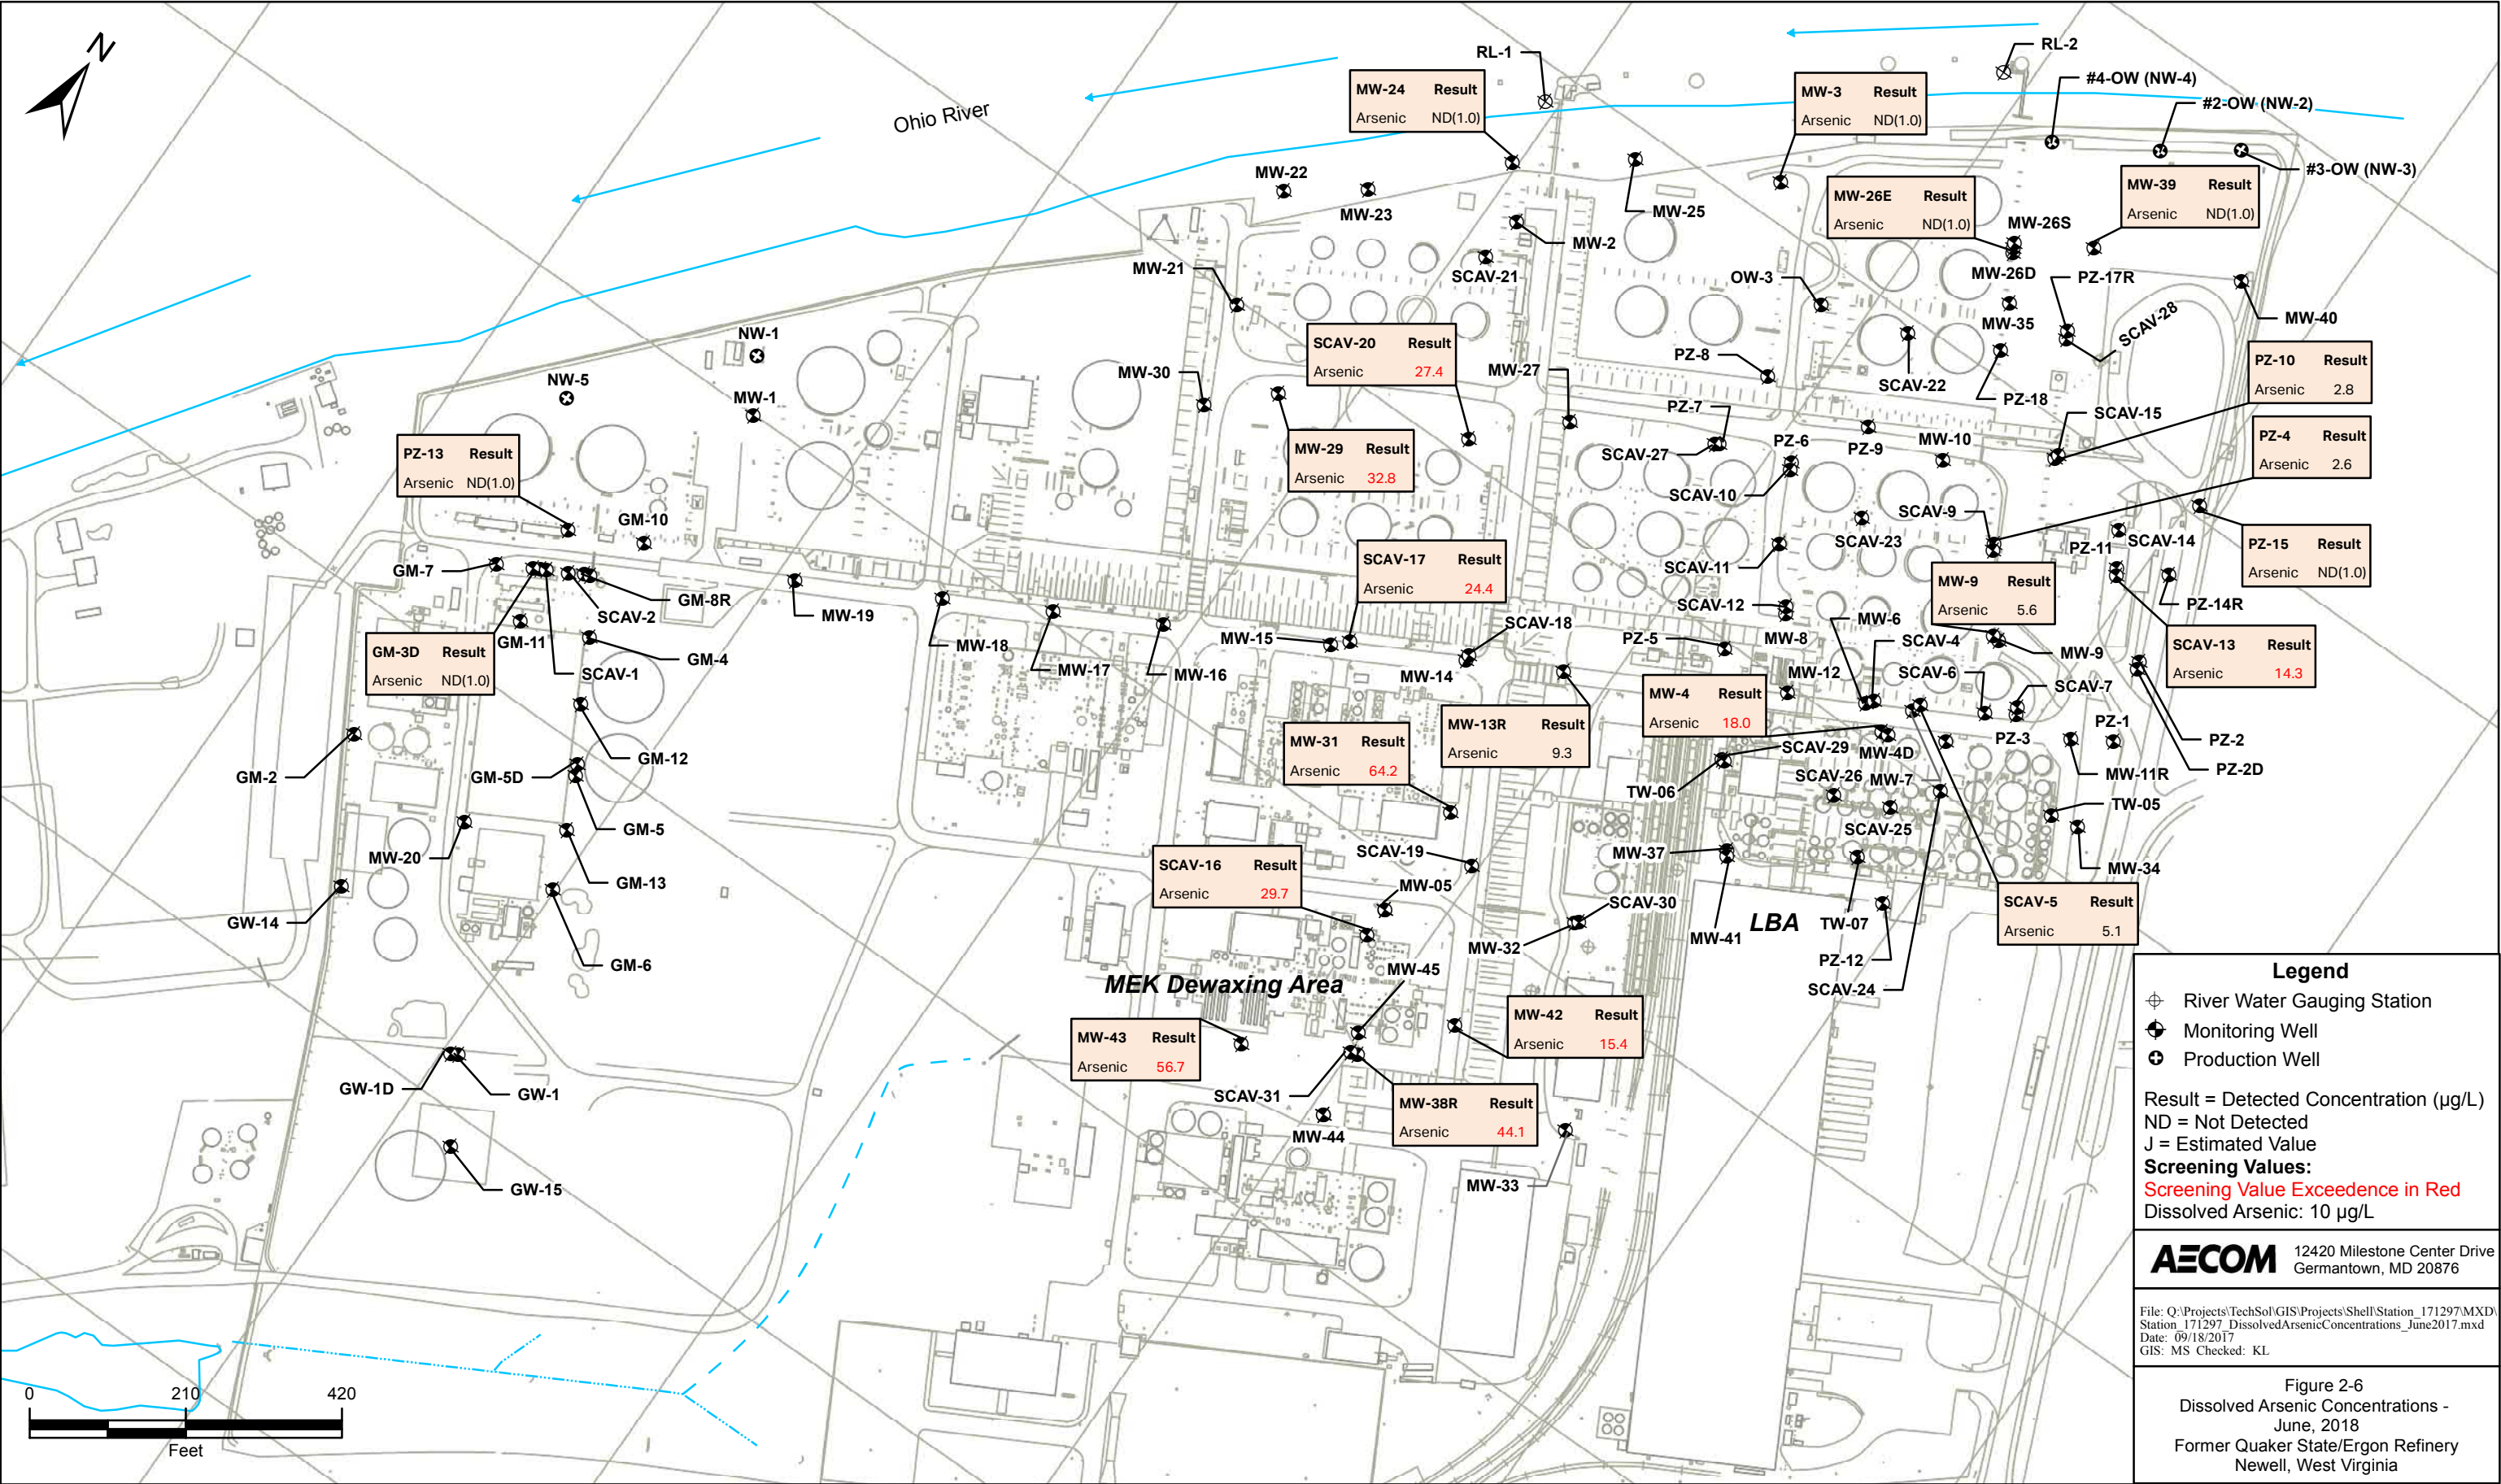 N
Ohio River
RL-1
RL-2
#4-OW (NW-4)
#2-OW (NW-2)
#3-OW (NW-3)
MW-24 Result
Arsenic ND(1.0)
MW-3 Result
Arsenic ND(1.0)
MW-26E Result
Arsenic ND(1.0)
MW-39 Result
Arsenic ND(1.0)
MW-22
MW-23
MW-25
MW-2
MW-26S
MW-26D
MW-21
SCAV-21
OW-3
PZ-17R
MW-35
SCAV-28
MW-40
NW-1
NW-5
MW-1
MW-30
SCAV-20 Result
Arsenic 27.4
MW-27
PZ-8
SCAV-22
PZ-18
PZ-10 Result
Arsenic 2.8
PZ-7
SCAV-15
PZ-13 Result
Arsenic ND(1.0)
MW-29 Result
Arsenic 32.8
SCAV-27
PZ-6
PZ-9
MW-10
PZ-4 Result
Arsenic 2.6
SCAV-10
SCAV-9
GM-10
GM-7
SCAV-17 Result
Arsenic 24.4
SCAV-11
SCAV-23
PZ-11
SCAV-14
PZ-15 Result
Arsenic ND(1.0)
MW-9 Result
Arsenic 5.6
PZ-14R
GM-8R
SCAV-2
MW-19
GM-11
GM-4
SCAV-1
GM-3D Result
Arsenic ND(1.0)
MW-18
MW-17
MW-16
MW-15
SCAV-18
MW-14
SCAV-12
PZ-5
MW-8
MW-6
SCAV-4
MW-9
SCAV-13 Result
Arsenic 14.3
MW-12
SCAV-6
SCAV-7
MW-4 Result
Arsenic 18.0
MW-13R Result
Arsenic 9.3
MW-31 Result
Arsenic 64.2
SCAV-29
MW-4D
PZ-3
PZ-1
PZ-2
PZ-2D
MW-11R
GM-2
GM-12
GM-5D
GM-5
TW-06
SCAV-26
MW-7
SCAV-25
TW-05
MW-34
MW-20
GM-13
SCAV-16 Result
Arsenic 29.7
SCAV-19
MW-05
MW-37
GW-14
GM-6
SCAV-30
MW-32
MW-41
LBA
TW-07
PZ-12
SCAV-24
SCAV-5 Result
Arsenic 5.1
MEK Dewaxing Area
MW-45
MW-43 Result
Arsenic 56.7
MW-42 Result
Arsenic 15.4
SCAV-31
MW-38R Result
Arsenic 44.1
MW-44
MW-33
GW-1D
GW-1
GW-15
0 210 420
Feet
Legend
River Water Gauging Station
Monitoring Well
Production Well
Result = Detected Concentration (µg/L)
ND = Not Detected
J = Estimated Value
Screening Values:
Screening Value Exceedence in Red
Dissolved Arsenic: 10 µg/L
AECOM
12420 Milestone Center Drive
Germantown, MD 20876
File: Q:\Projects\TechSol\GIS\Projects\Shell\Station_171297\MXD\
Station_171297_DissolvedArsenicConcentrations_June2017.mxd
Date: 09/18/2017
GIS: MS Checked: KL
Figure 2-6
Dissolved Arsenic Concentrations -
June, 2018
Former Quaker State/Ergon Refinery
Newell, West Virginia